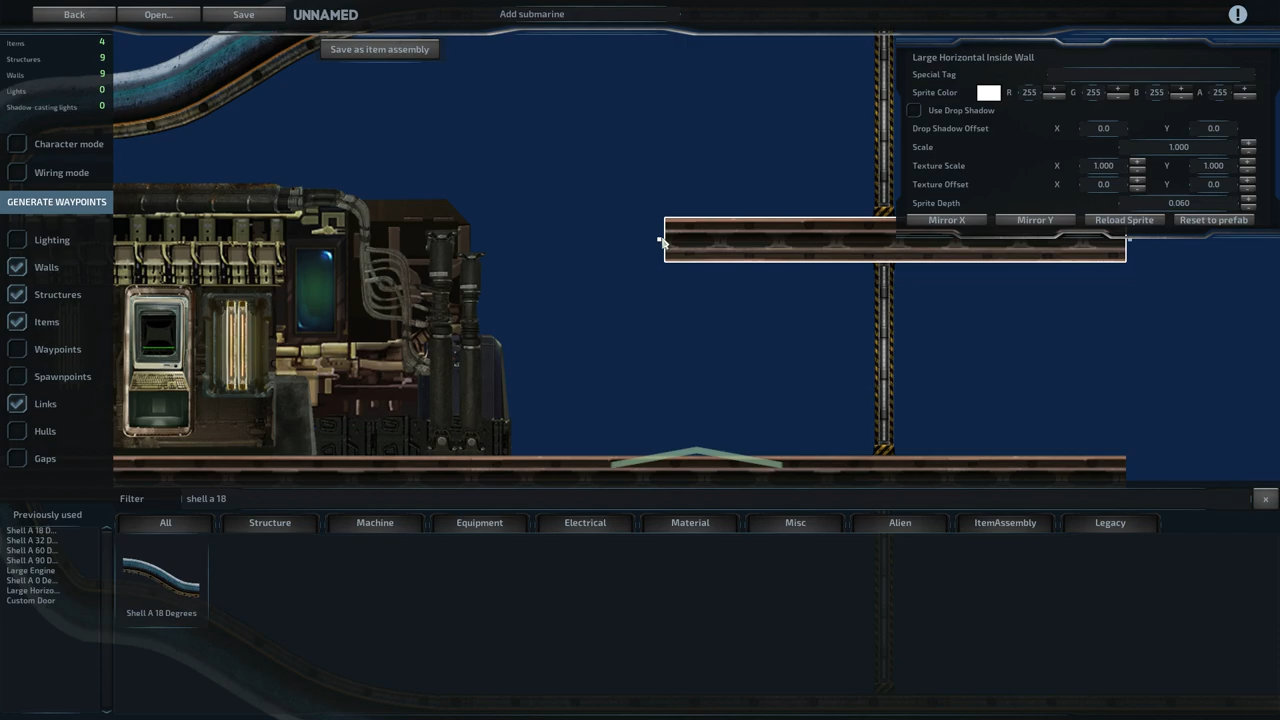 Back Open... Save UNNAMED Add submarine
Items 4
Structures 9
Walls 9
Lights 0
Shadow-casting lights 0
Save as item assembly
Character mode
Wiring mode
GENERATE WAYPOINTS
Lighting
Walls
Structures
Items
Waypoints
Spawnpoints
Links
Hulls
Gaps
Large Horizontal Inside Wall
Special Tag
Sprite Color R 255 G 255 B 255 A 255
Use Drop Shadow
Drop Shadow Offset X 0.0 Y 0.0
Scale 1.000
Texture Scale X 1.000 Y 1.000
Texture Offset X 0.0 Y 0.0
Sprite Depth 0.060
Mirror X Mirror Y Reload Sprite Reset to prefab
Filter shell a 18 x
Previously used
Shell A 18 D...
Shell A 32 D...
Shell A 60 D...
Shell A 90 D...
Large Engine
Shell A 0 De...
Large Horizo...
Custom Door
All Structure Machine Equipment Electrical Material Misc Alien ItemAssembly Legacy
Shell A 18 Degrees